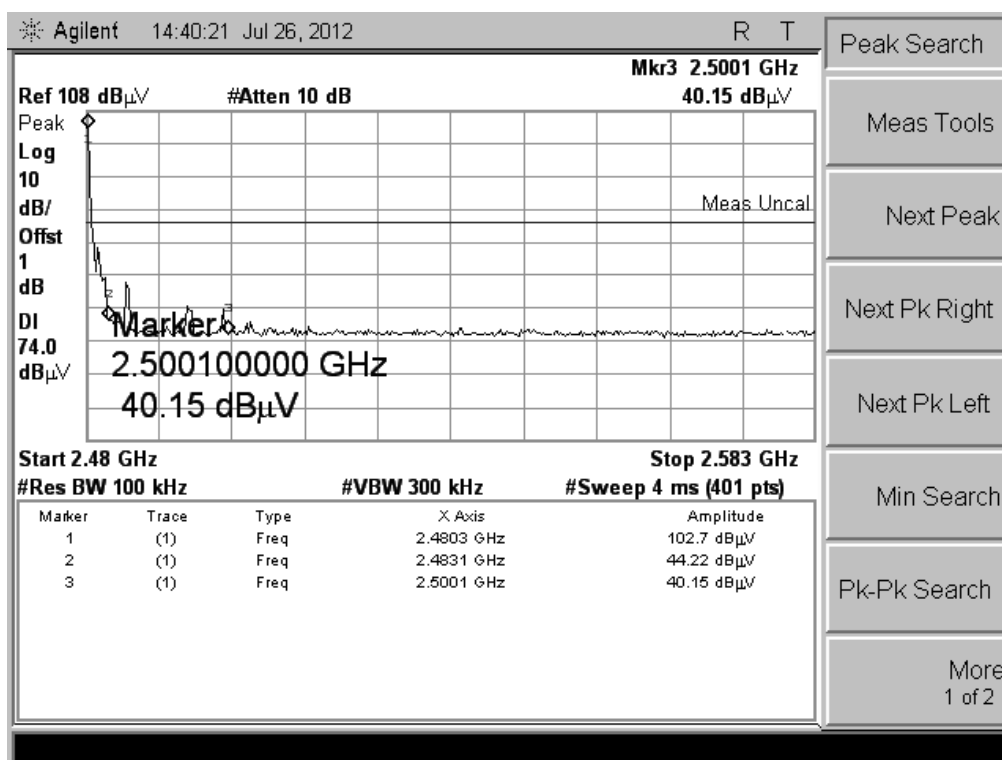 Agilent 14:40:21 Jul 26, 2012 R T
Mkr3 2.5001 GHz
Ref 108 dBµV #Atten 10 dB 40.15 dBµV
Peak
Log
10
dB/
Offst
1
dB
DI
74.0
dBµV
Meas Uncal
2
3
Marker
2.500100000 GHz
40.15 dBµV
Start 2.48 GHz Stop 2.583 GHz
#Res BW 100 kHz #VBW 300 kHz #Sweep 4 ms (401 pts)
Marker Trace Type X Axis Amplitude
1 (1) Freq 2.4803 GHz 102.7 dBµV
2 (1) Freq 2.4831 GHz 44.22 dBµV
3 (1) Freq 2.5001 GHz 40.15 dBµV
Peak Search
Meas Tools
Next Peak
Next Pk Right
Next Pk Left
Min Search
Pk-Pk Search
More
1 of 2